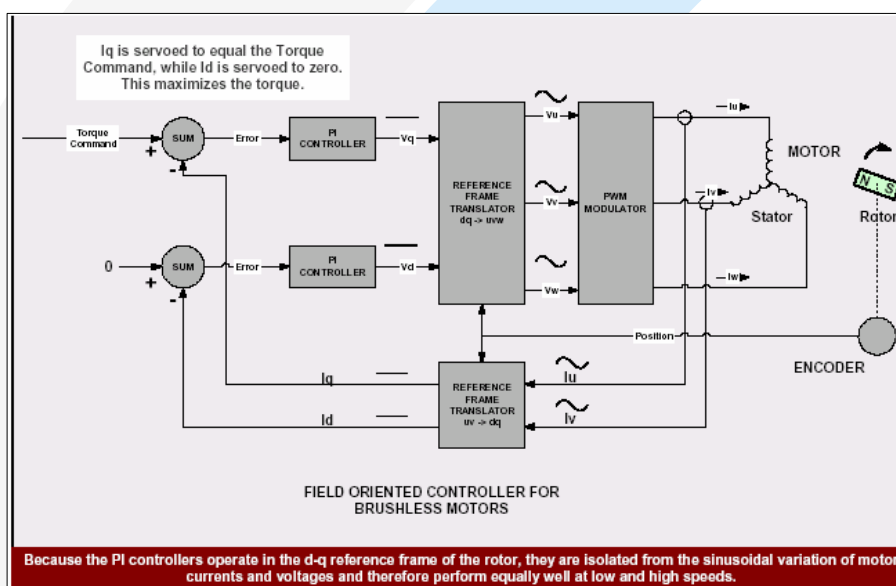 Iq is servoed to equal the Torque
Command, while Id is servoed to zero.
This maximizes the torque.
Torque
Command
+
-
SUM
Error
PI
CONTROLLER
Vq
REFERENCE
FRAME
TRANSLATOR
dq -> uvw
Vu
Vv
Vw
PWM
MODULATOR
Iu
Iv
Iw
MOTOR
Stator
N : S
Rotor
0
+
-
SUM
Error
PI
CONTROLLER
Vd
Position
ENCODER
Iq
Id
REFERENCE
FRAME
TRANSLATOR
uv -> dq
Iu
Iv
FIELD ORIENTED CONTROLLER FOR
BRUSHLESS MOTORS
Because the PI controllers operate in the d-q reference frame of the rotor, they are isolated from the sinusoidal variation of motor
currents and voltages and therefore perform equally well at low and high speeds.